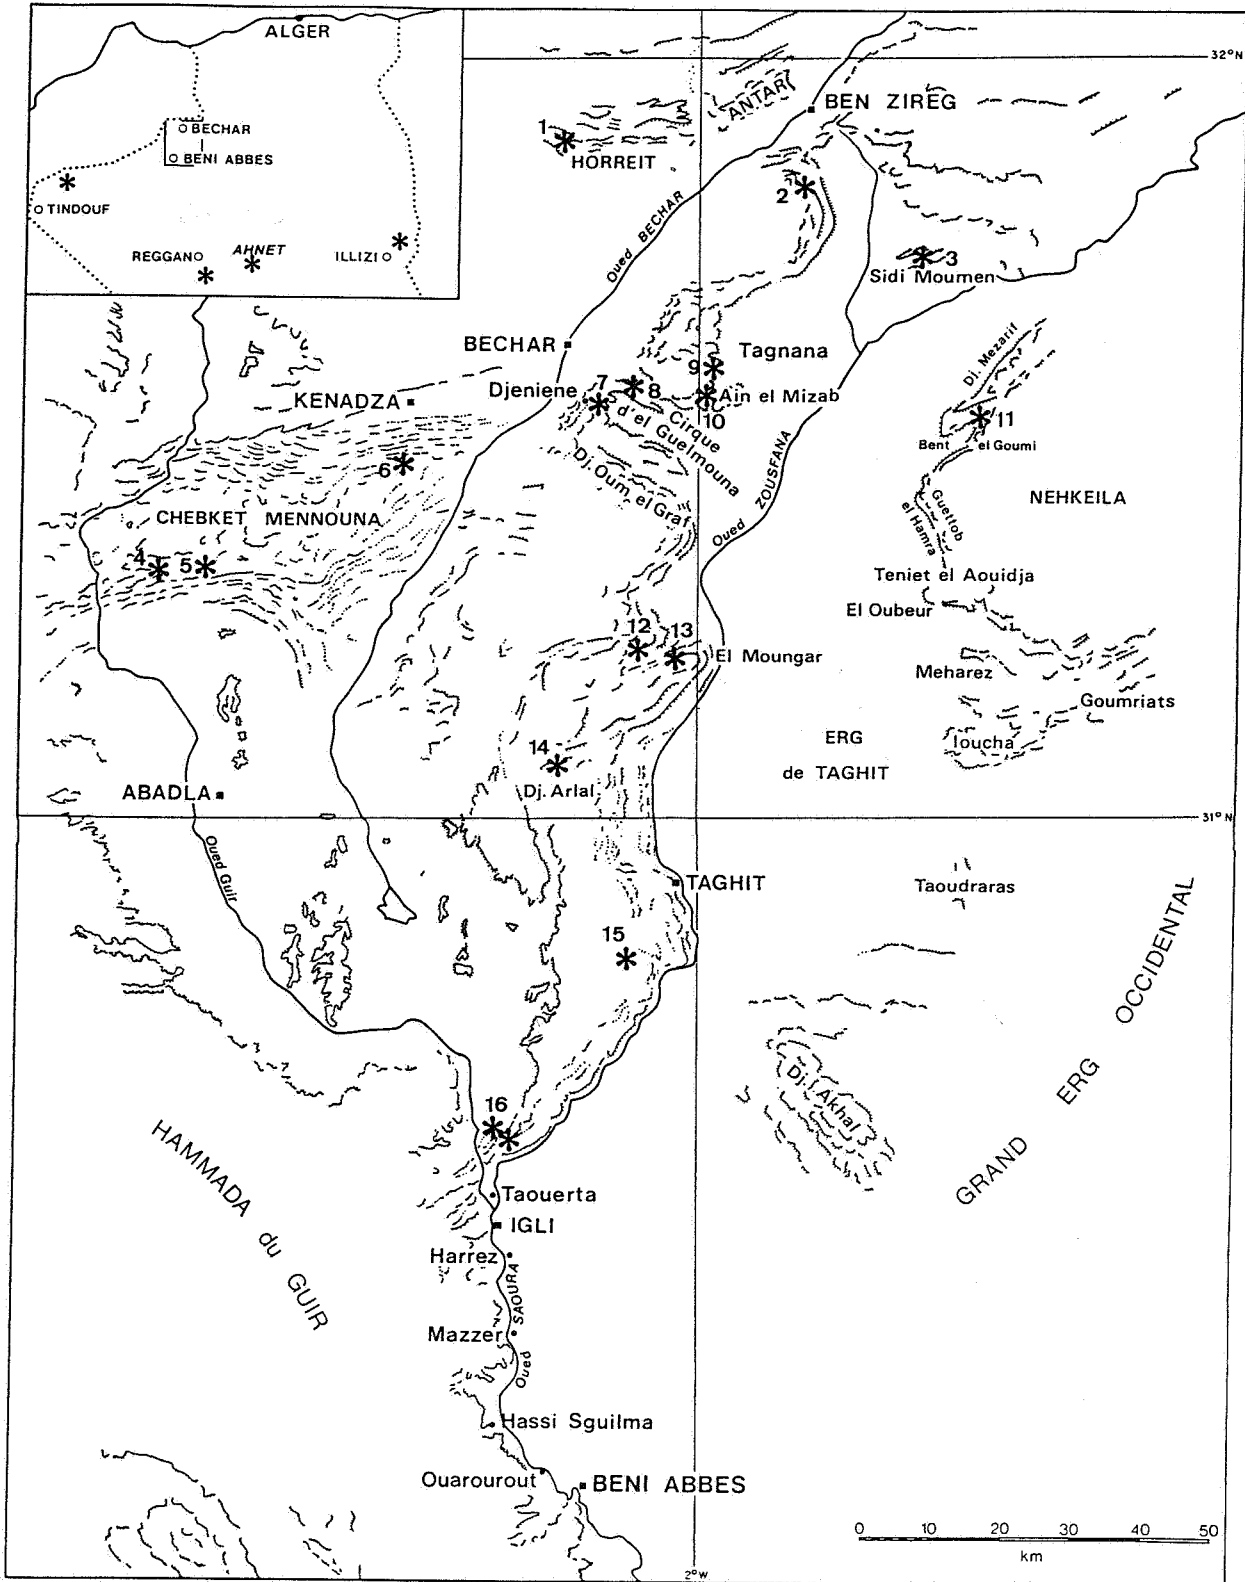 ALGER
BECHAR
BENI ABBES
TINDOUF
REGGANO
AHNET
ILLIZI
32°N
ANTAR
BEN ZIREG
1
HORREIT
2
Oued BECHAR
3
Sidi Moumen
BECHAR
Tagnana
9
Dj. Mezarif
Djeniene
7
8
Ain el Mizab
10
KENADZA
Cirque
d'el Guelmouna
11
Bent el Goumi
Dj. Oum el Graf
6
Oued ZOUSFANA
Guettob
el Hamra
NEHKEILA
CHEBKET MENNOUNA
4
5
Teniet el Aouidja
El Oubeur
12
13
El Moungar
Meharez
Goumriats
14
ERG
de TAGHIT
Ioucha
Dj. Arlal
ABADLA
31°N
Oued Guir
TAGHIT
Taoudraras
15
GRAND ERG OCCIDENTAL
Dj. l'Akhal
16
HAMMADA du GUIR
Taouerta
IGLI
Harrez
Oued SAOURA
Mazzer
Hassi Sguilma
Ouarourout
BENI ABBES
0 10 20 30 40 50
km
2°W